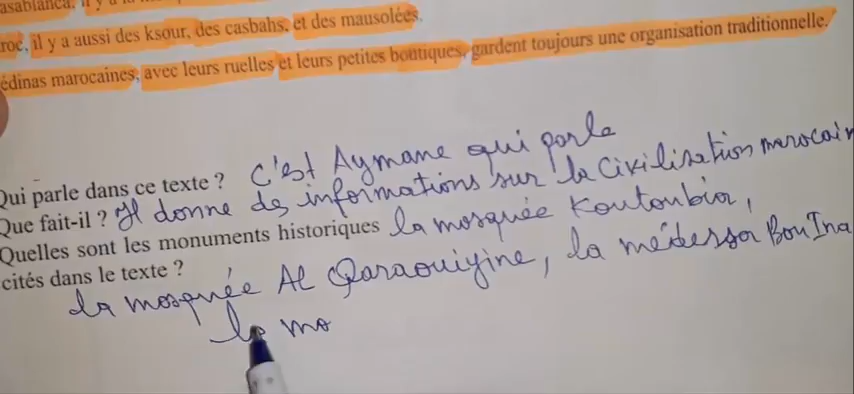 asablanca. Il y a
roc, il y a aussi des ksour, des casbahs, et des mausolées.
édinas marocaines, avec leurs ruelles et leurs petites boutiques, gardent toujours une organisation traditionnelle.
Qui parle dans ce texte ? C'est Aymane qui parle
Que fait-il ? Il donne des informations sur la Civilisation marocain
Quelles sont les monuments historiques la mosquée Koutoubia,
cités dans le texte ?
la mosquée Al Qaraouiyine, la médersa Bou Ina
la mo